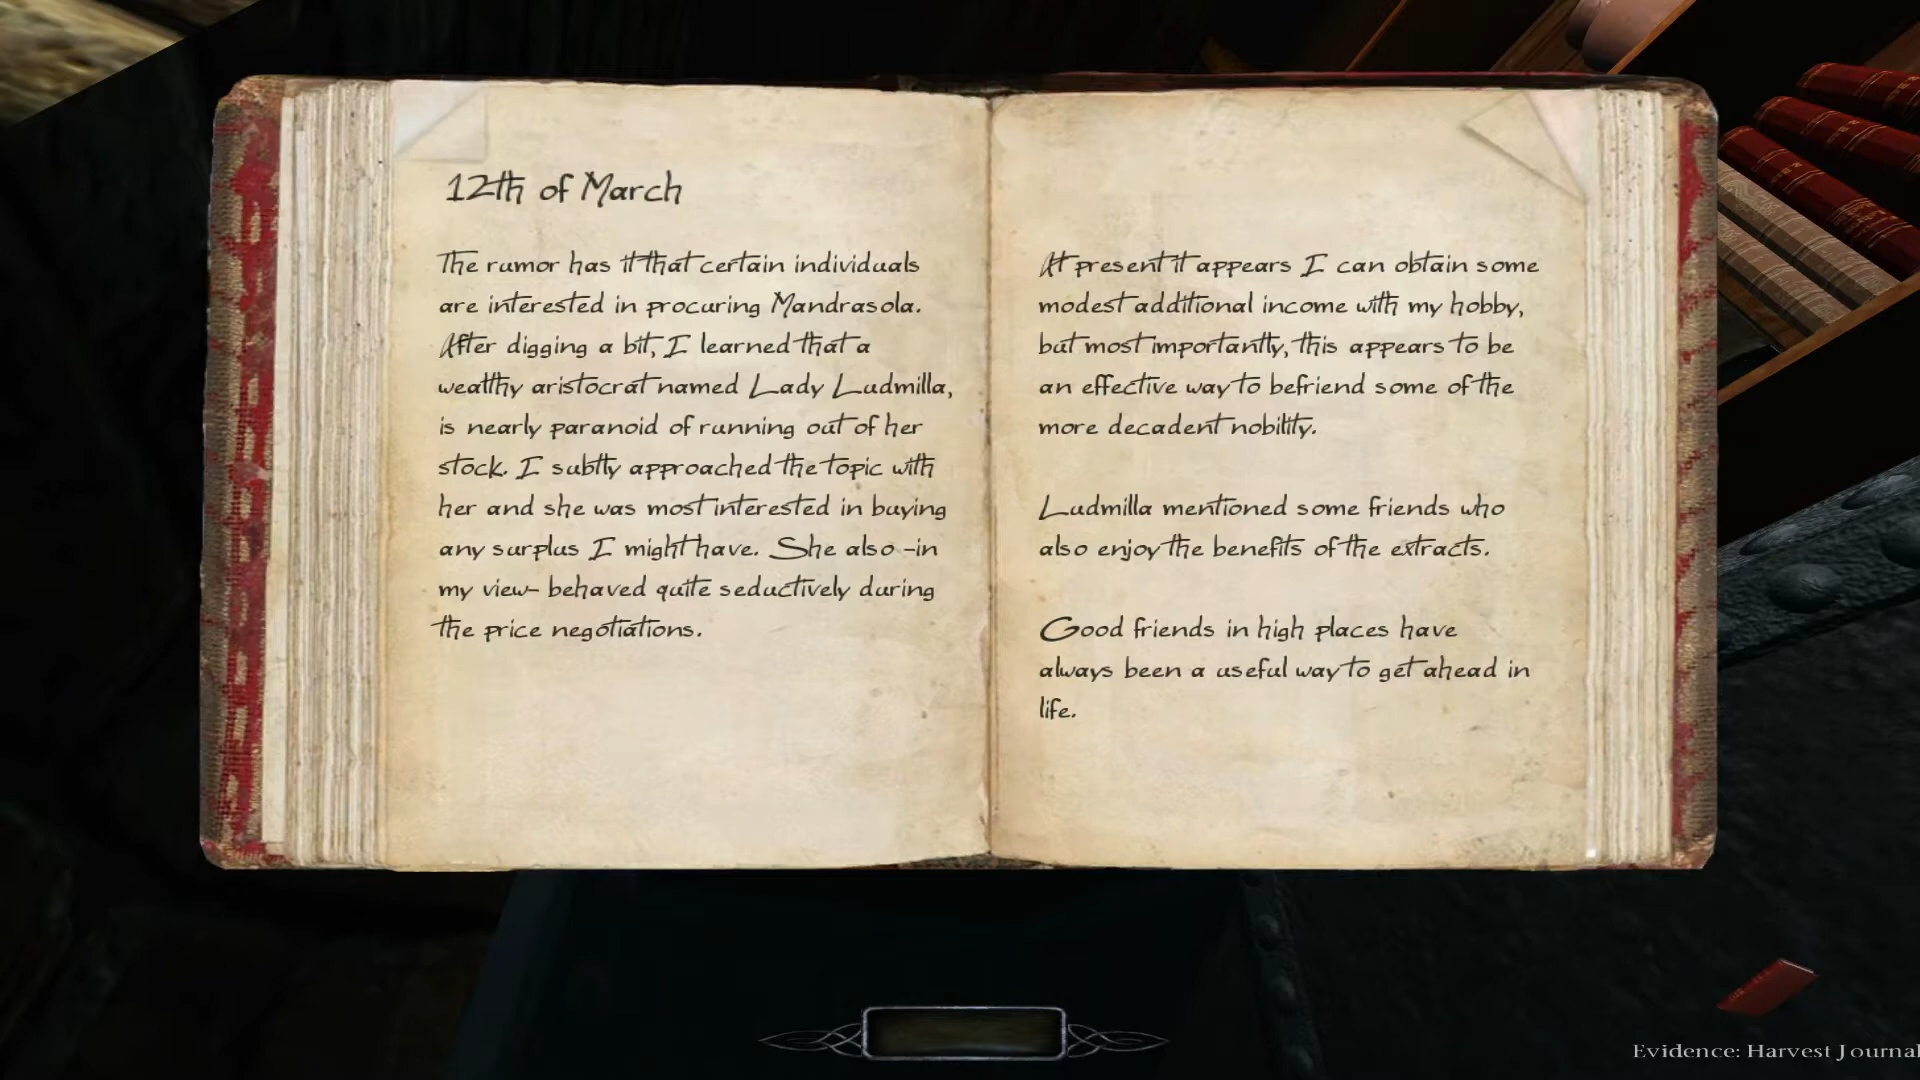 12th of March
The rumor has it that certain individuals
are interested in procuring Mandrasola.
After digging a bit, I learned that a
wealthy aristocrat named Lady Ludmilla,
is nearly paranoid of running out of her
stock. I subtly approached the topic with
her and she was most interested in buying
any surplus I might have. She also -in
my view- behaved quite seductively during
the price negotiations.
At present it appears I can obtain some
modest additional income with my hobby,
but most importantly, this appears to be
an effective way to befriend some of the
more decadent nobility.
Ludmilla mentioned some friends who
also enjoy the benefits of the extracts.
Good friends in high places have
always been a useful way to get ahead in
life.
Evidence: Harvest Journal